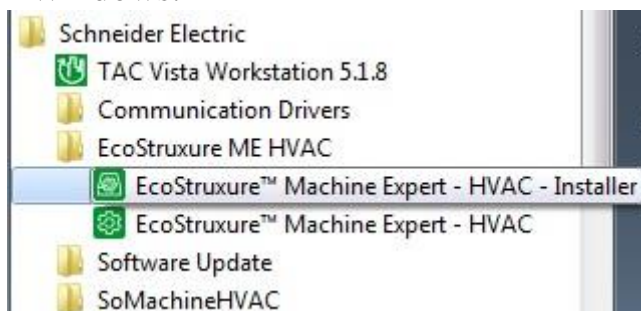 Schneider Electric
TAC Vista Workstation 5.1.8
Communication Drivers
EcoStruxure ME HVAC
EcoStruxure™ Machine Expert - HVAC - Installer
EcoStruxure™ Machine Expert - HVAC
Software Update
SoMachineHVAC